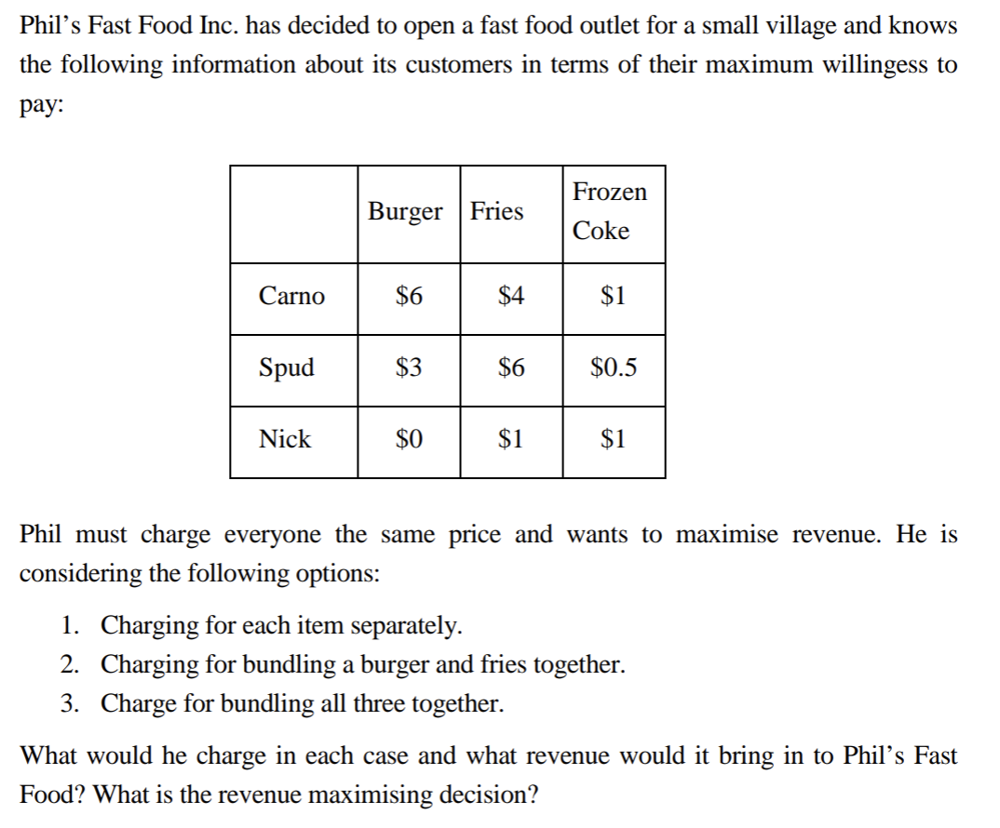 Phil’s Fast Food Inc. has decided to open a fast food outlet for a small village and knows
the following information about its customers in terms of their maximum willingess to
pay:
Burger Fries Frozen
Coke
Carno $6 $4 $1
Spud $3 $6 $0.5
Nick $0 $1 $1
Phil must charge everyone the same price and wants to maximise revenue. He is
considering the following options:
1. Charging for each item separately.
2. Charging for bundling a burger and fries together.
3. Charge for bundling all three together.
What would he charge in each case and what revenue would it bring in to Phil’s Fast
Food? What is the revenue maximising decision?